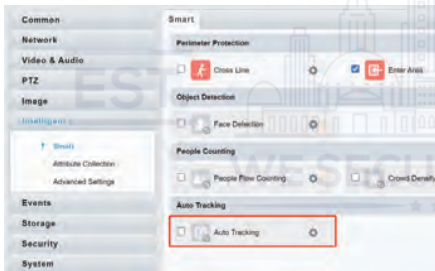 Common
Smart
Network
Perimeter Protection
Video & Audio
Cross Line
Enter Area
PTZ
Image
Object Detection
Intelligent
Face Detection
Smart
People Counting
Attribute Collection
People Flow Counting
Crowd Density
Advanced Settings
Events
Auto Tracking
Storage
Auto Tracking
Security
System